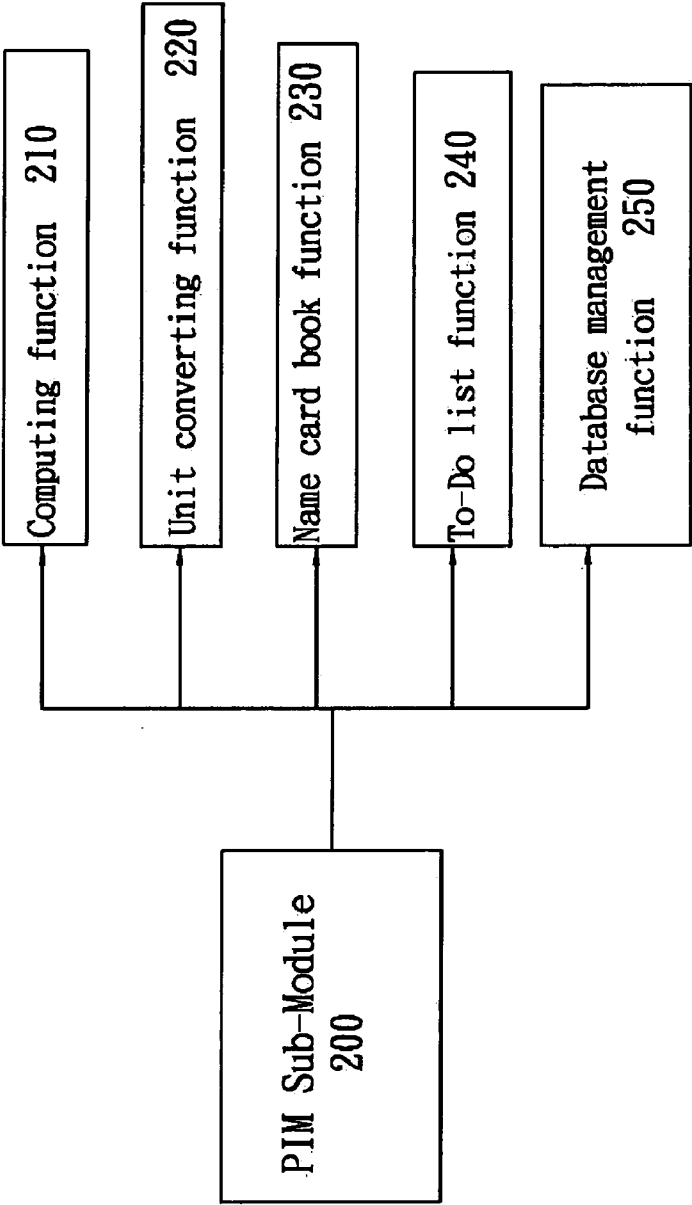 PIM Sub-Module
200
Computing function 210
Unit converting function 220
Name card book function 230
To-Do list function 240
Database management
function 250